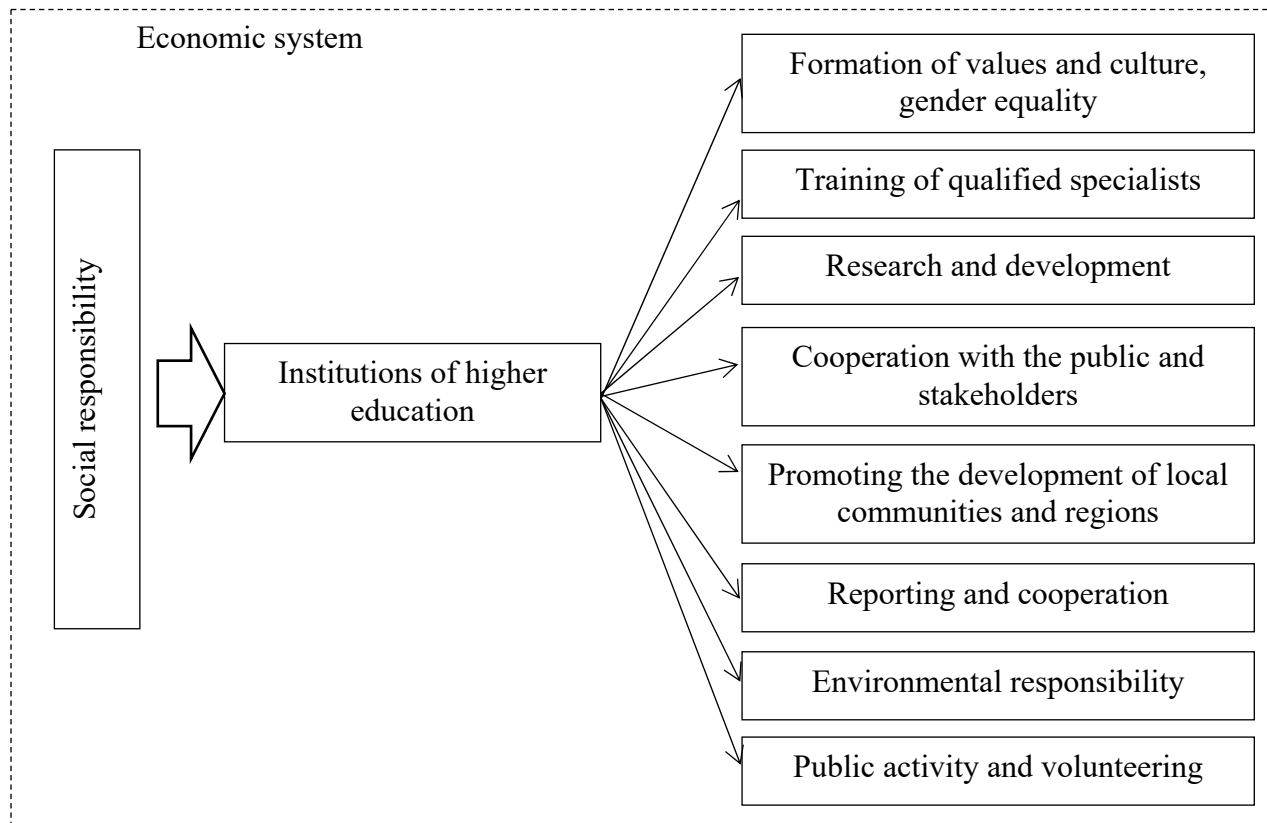 Economic system
Social responsibility
Institutions of higher
education
Formation of values and culture,
gender equality
Training of qualified specialists
Research and development
Cooperation with the public and
stakeholders
Promoting the development of local
communities and regions
Reporting and cooperation
Environmental responsibility
Public activity and volunteering